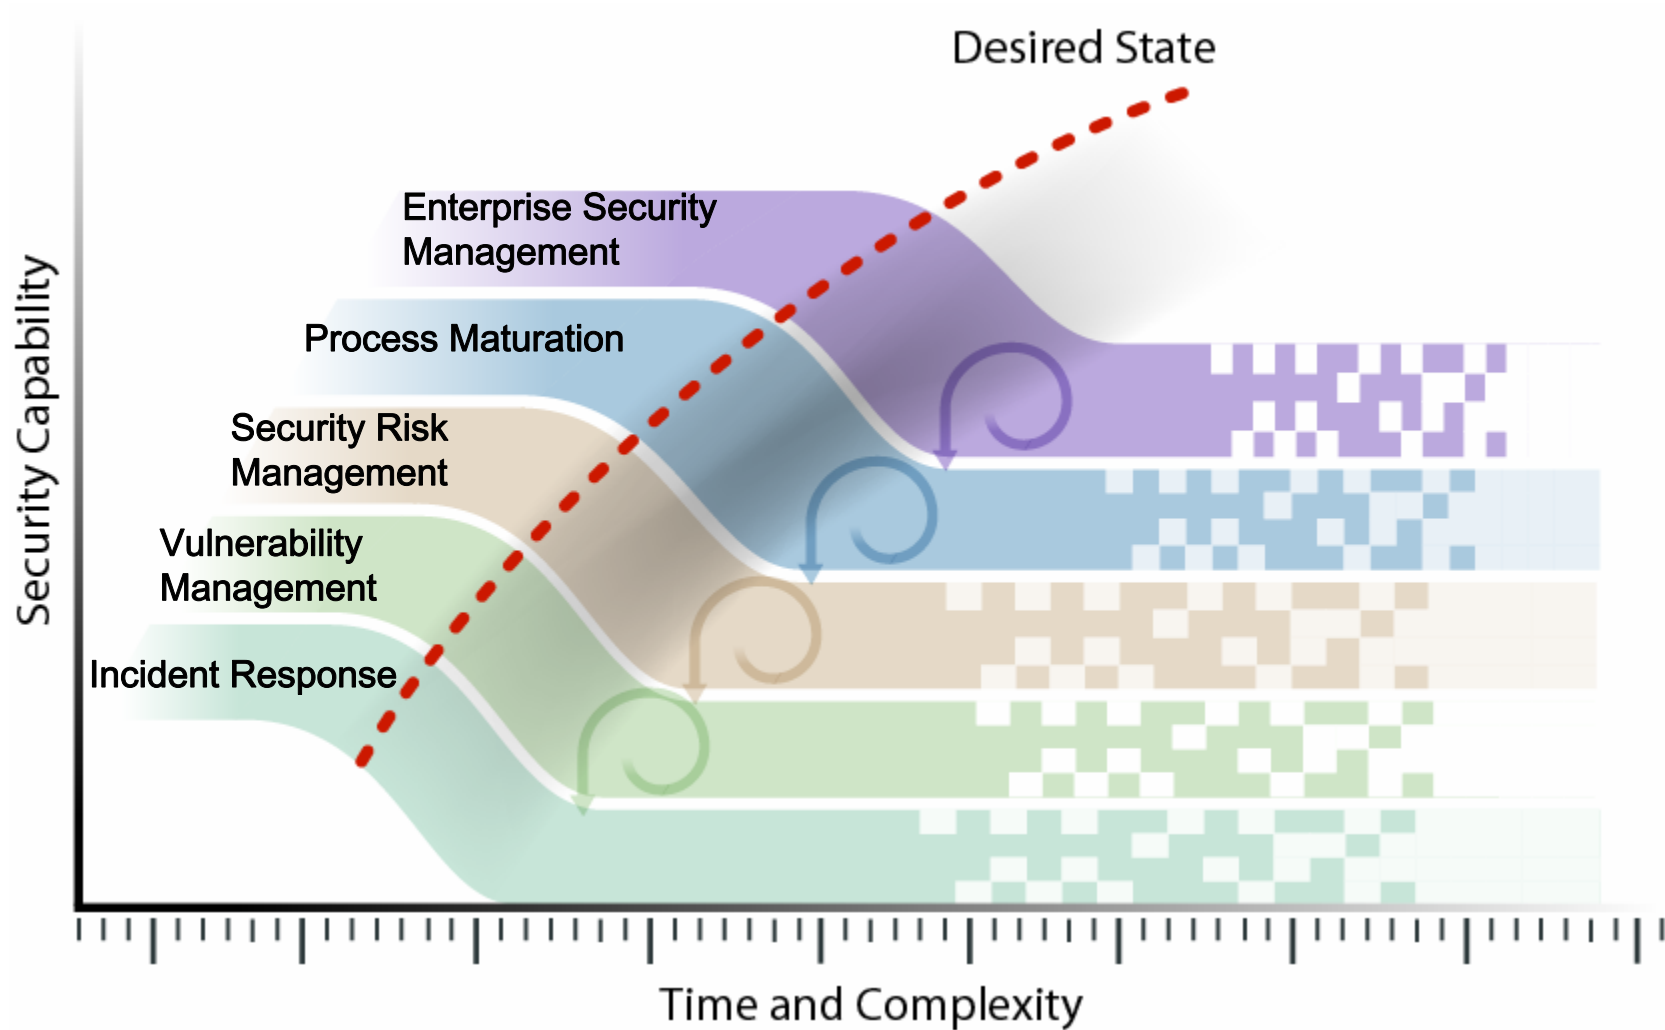 Desired State
Enterprise Security
Management
Process Maturation
Security Risk
Management
Vulnerability
Management
Incident Response
Security Capability
Time and Complexity